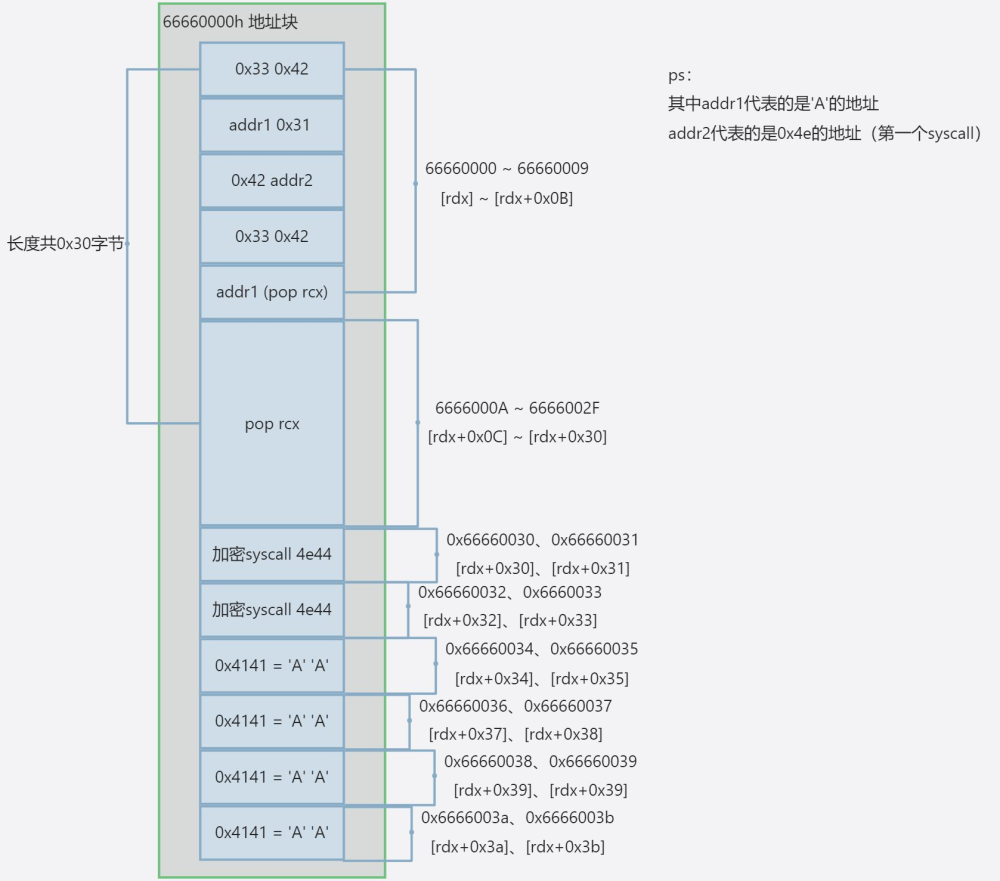 66660000h 地址块
0x33 0x42
addr1 0x31
0x42 addr2
0x33 0x42
addr1 (pop rcx)
pop rcx
加密syscall 4e44
加密syscall 4e44
0x4141 = 'A' 'A'
0x4141 = 'A' 'A'
0x4141 = 'A' 'A'
0x4141 = 'A' 'A'
长度共0x30字节
66660000 ~ 66660009
[rdx] ~ [rdx+0x0B]
6666000A ~ 6666002F
[rdx+0x0C] ~ [rdx+0x30]
0x66660030、0x66660031
[rdx+0x30]、[rdx+0x31]
0x66660032、0x6660033
[rdx+0x32]、[rdx+0x33]
0x66660034、0x66660035
[rdx+0x34]、[rdx+0x35]
0x66660036、0x66660037
[rdx+0x37]、[rdx+0x38]
0x66660038、0x66660039
[rdx+0x39]、[rdx+0x39]
0x6666003a、0x6666003b
[rdx+0x3a]、[rdx+0x3b]
ps：
其中addr1代表的是'A'的地址
addr2代表的是0x4e的地址（第一个syscall）